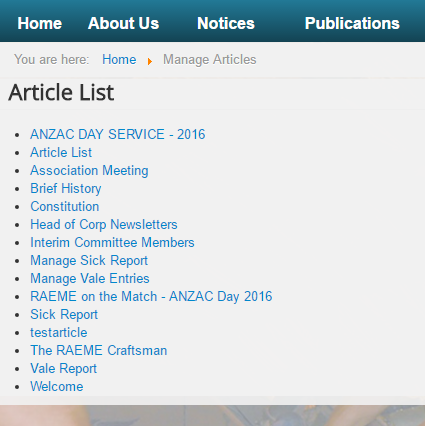 Home About Us Notices Publications
You are here: Home Manage Articles
Article List
ANZAC DAY SERVICE - 2016
Article List
Association Meeting
Brief History
Constitution
Head of Corp Newsletters
Interim Committee Members
Manage Sick Report
Manage Vale Entries
RAEME on the Match - ANZAC Day 2016
Sick Report
testarticle
The RAEME Craftsman
Vale Report
Welcome